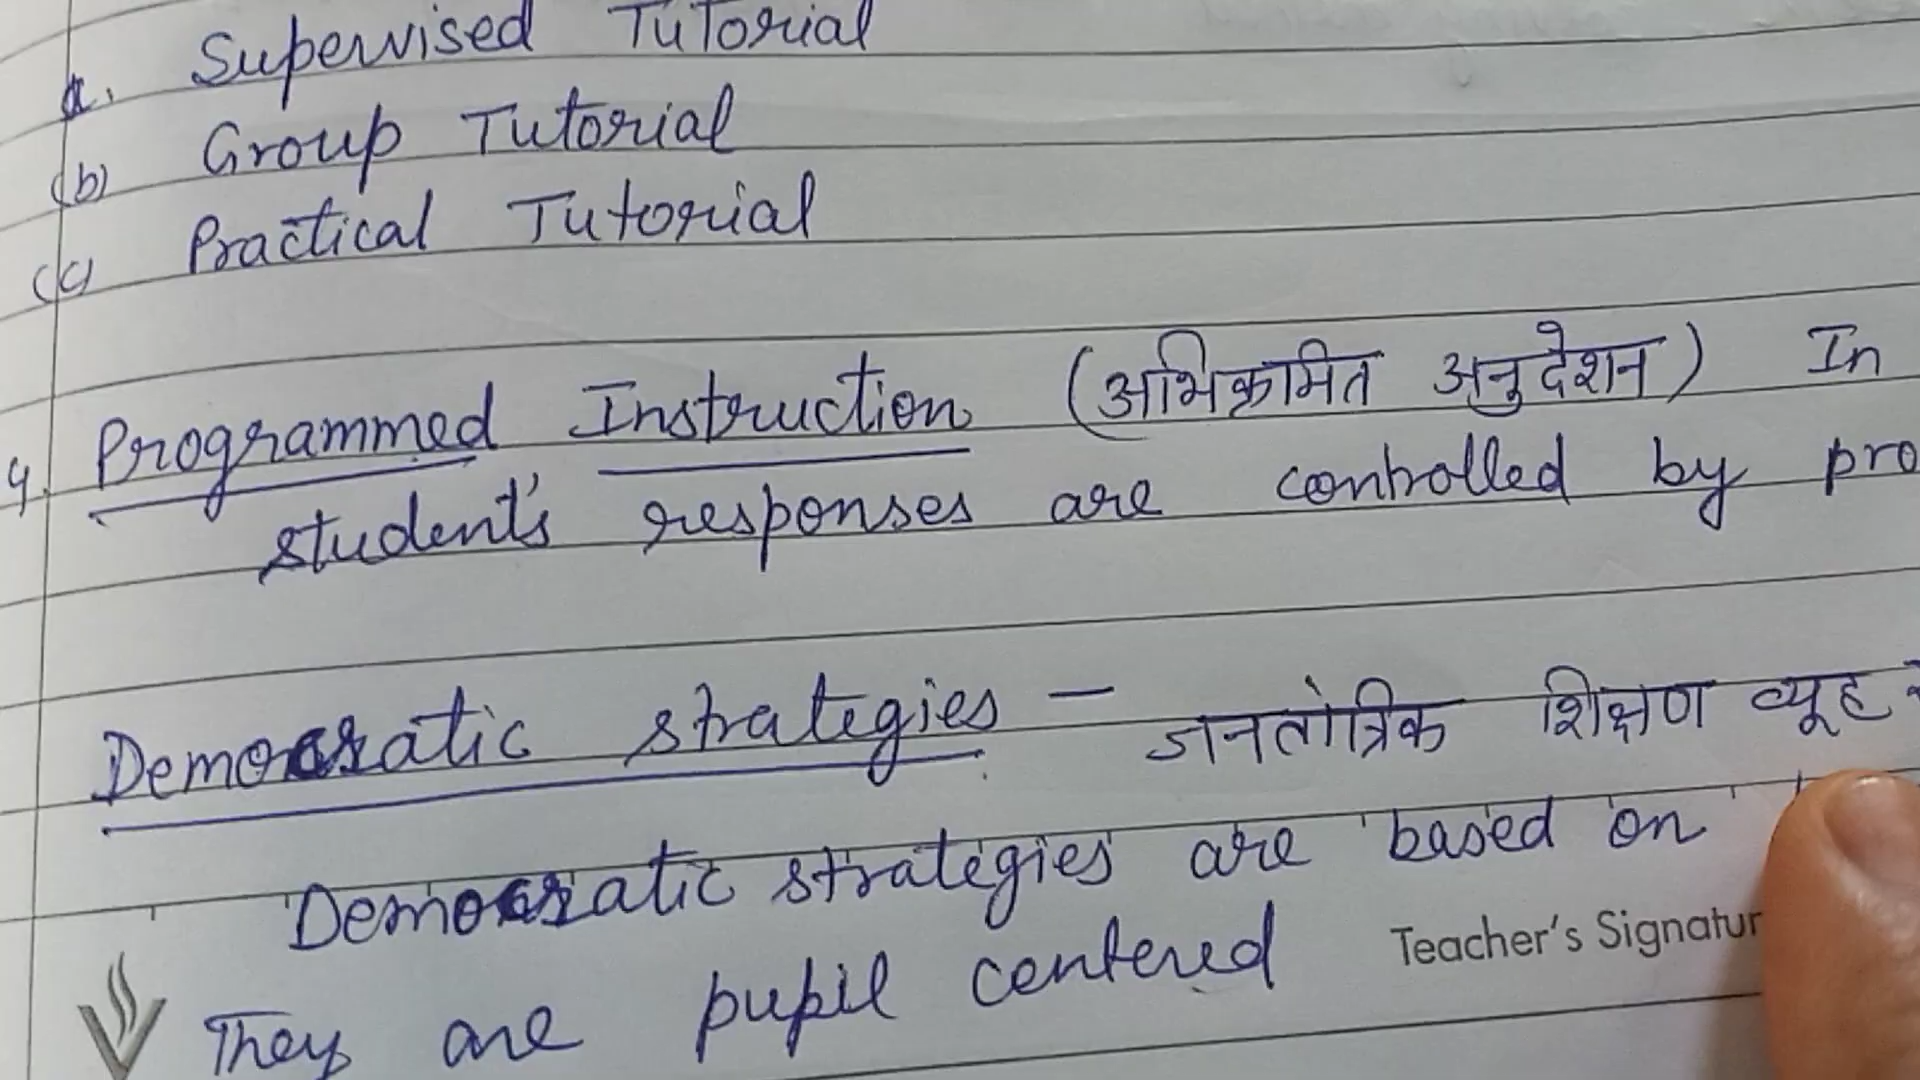 a. Supervised Tutorial
(b) Group Tutorial
(c) Practical Tutorial
4. Programmed Instruction (अभिक्रमित अनुदेशन) In
student's responses are controlled by pro
Democratic strategies - जनतांत्रिक शिक्षण व्यूह
Democratic strategies are based on
Teacher's Signatur
They are pupil centered